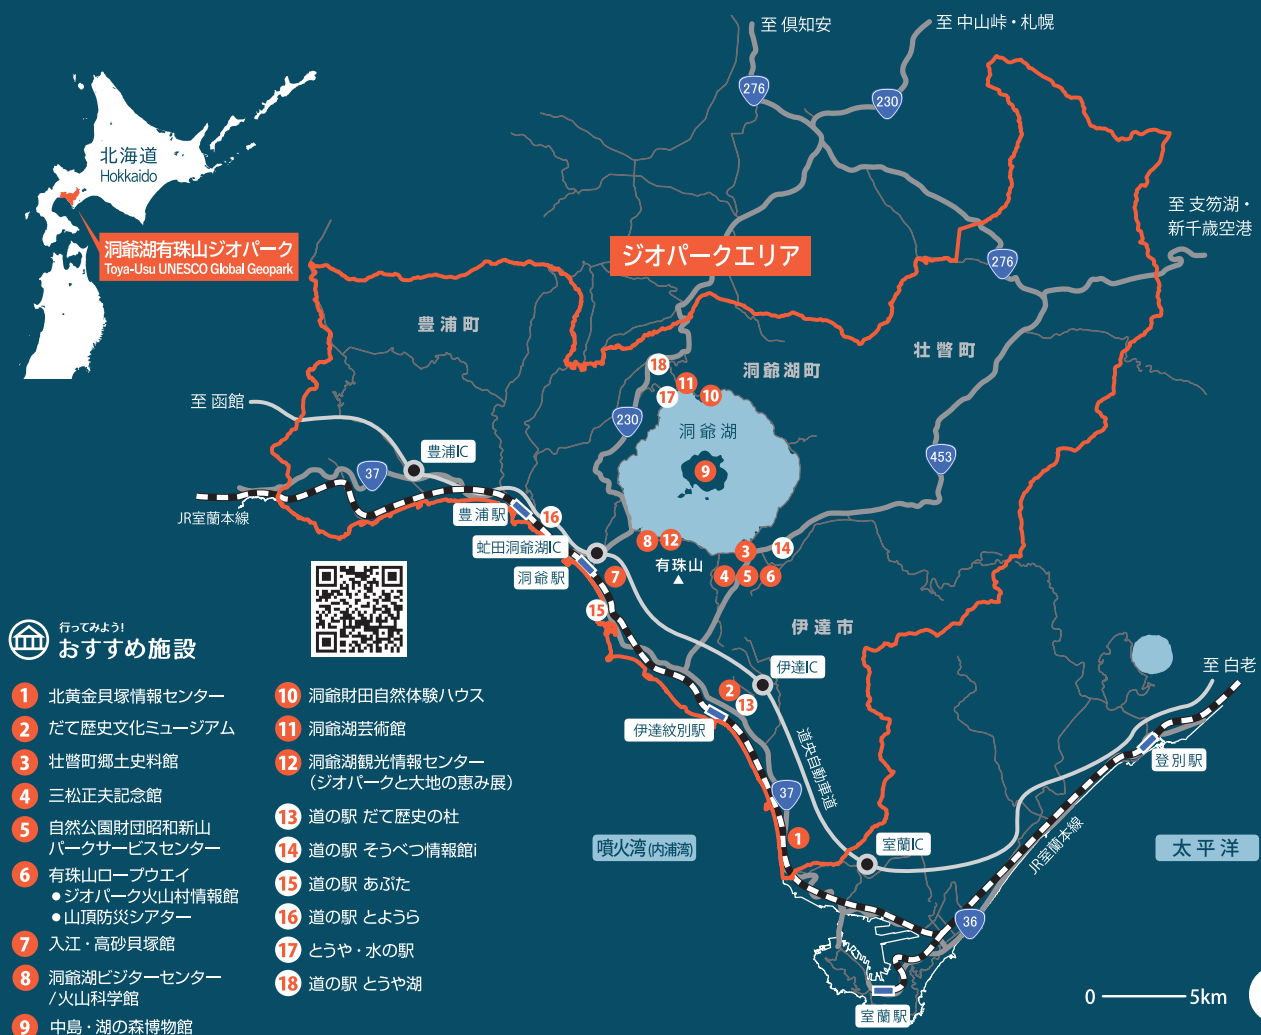 至 倶知安
至 中山峠・札幌
276
230
北海道
Hokkaido
至 支笏湖・
新千歳空港
洞爺湖有珠山ジオパーク
Toya-Usu UNESCO Global Geopark
ジオパークエリア
276
豊浦町
壮瞥町
洞爺湖町
18
11
17
10
至 函館
230
洞爺湖
豊浦IC
453
37
9
JR室蘭本線
豊浦駅
16
虻田洞爺湖IC
8
12
3
14
有珠山
洞爺駅
7
4
5
6
15
伊達市
行ってみよう!
おすすめ施設
至 白老
伊達IC
2
13
伊達紋別駅
道央自動車道
登別駅
37
1
噴火湾(内浦湾)
室蘭IC
JR室蘭本線
太平洋
36
室蘭駅
0
5km
1 北黄金貝塚情報センター
2 だて歴史文化ミュージアム
3 壮瞥町郷土史料館
4 三松正夫記念館
5 自然公園財団昭和新山
パークサービスセンター
6 有珠山ロープウエイ
●ジオパーク火山村情報館
●山頂防災シアター
7 入江・高砂貝塚館
8 洞爺湖ビジターセンター
/火山科学館
9 中島・湖の森博物館
10 洞爺財田自然体験ハウス
11 洞爺湖芸術館
12 洞爺湖観光情報センター
(ジオパークと大地の恵み展)
13 道の駅 だて歴史の杜
14 道の駅 そうべつ情報館i
15 道の駅 あぷた
16 道の駅 とようら
17 とうや・水の駅
18 道の駅 とうや湖